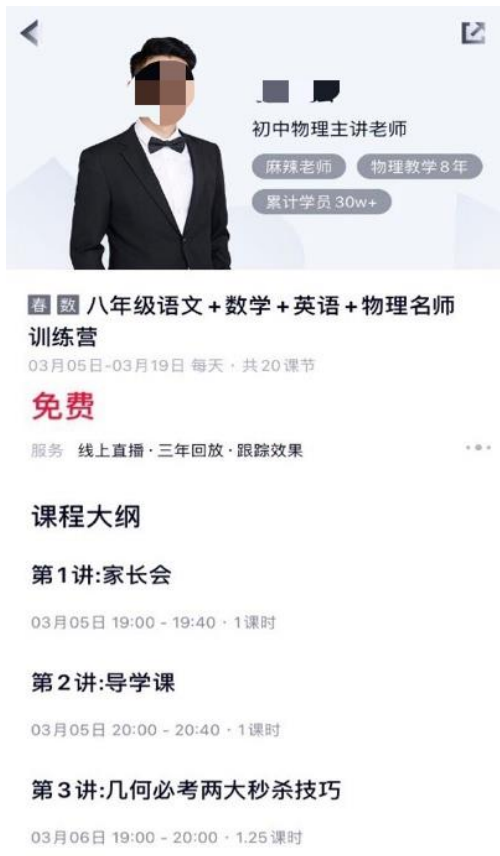 初中物理主讲老师
麻辣老师 物理教学8年
累计学员30w+
春 数 八年级语文+数学+英语+物理名师
训练营
03月05日-03月19日 每天 · 共20课节
免费
服务 线上直播 · 三年回放 · 跟踪效果
课程大纲
第1讲:家长会
03月05日 19:00 - 19:40 · 1课时
第2讲:导学课
03月05日 20:00 - 20:40 · 1课时
第3讲:几何必考两大秒杀技巧
03月06日 19:00 - 20:00 · 1.25课时